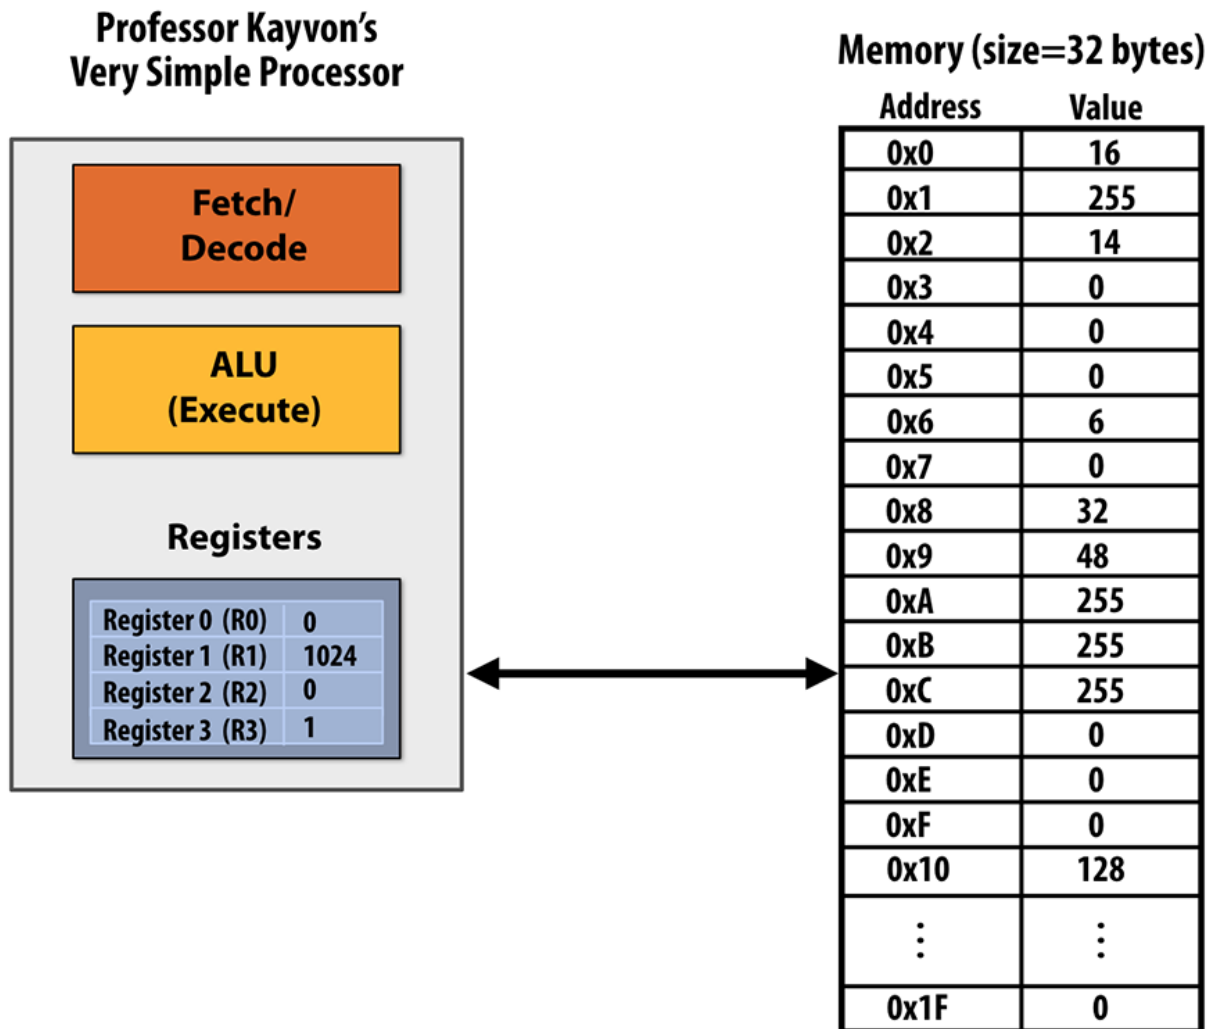 Professor Kayvon's
Very Simple Processor
Fetch/
Decode
ALU
(Execute)
Registers
Register 0 (R0) 0
Register 1 (R1) 1024
Register 2 (R2) 0
Register 3 (R3) 1
Memory (size=32 bytes)
Address Value
0x0 16
0x1 255
0x2 14
0x3 0
0x4 0
0x5 0
0x6 6
0x7 0
0x8 32
0x9 48
0xA 255
0xB 255
0xC 255
0xD 0
0xE 0
0xF 0
0x10 128
⋮ ⋮
0x1F 0